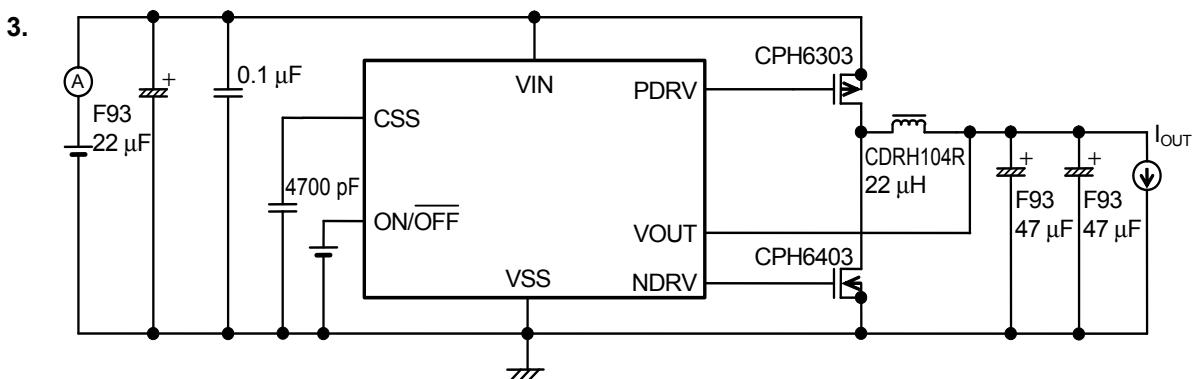 3.
A
F93
22 μF
+
0.1 μF
4700 pF
CSS
ON/OFF
VIN
VSS
PDRV
VOUT
NDRV
CPH6303
CPH6403
CDRH104R
22 μH
+
F93
47 μF
+
F93
47 μF
IOUT